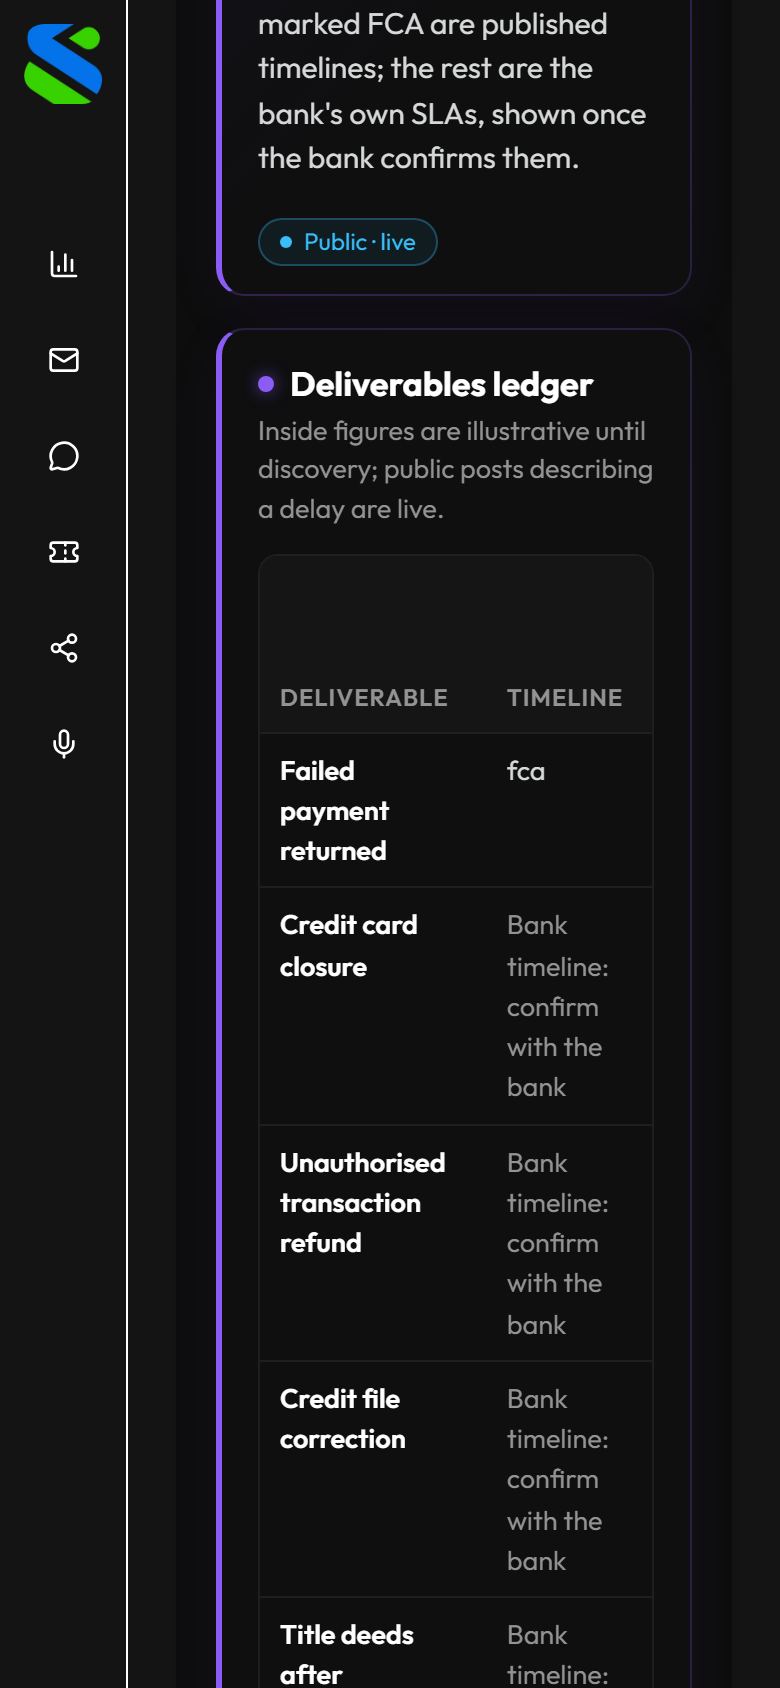 marked FCA are published
timelines; the rest are the
bank's own SLAs, shown once
the bank confirms them.
Public · live
Deliverables ledger
Inside figures are illustrative until
discovery; public posts describing
a delay are live.
DELIVERABLE TIMELINE
Failed payment returned
fca
Credit card closure
Bank timeline: confirm with the bank
Unauthorised transaction refund
Bank timeline: confirm with the bank
Credit file correction
Bank timeline: confirm with the bank
Title deeds after
Bank timeline: